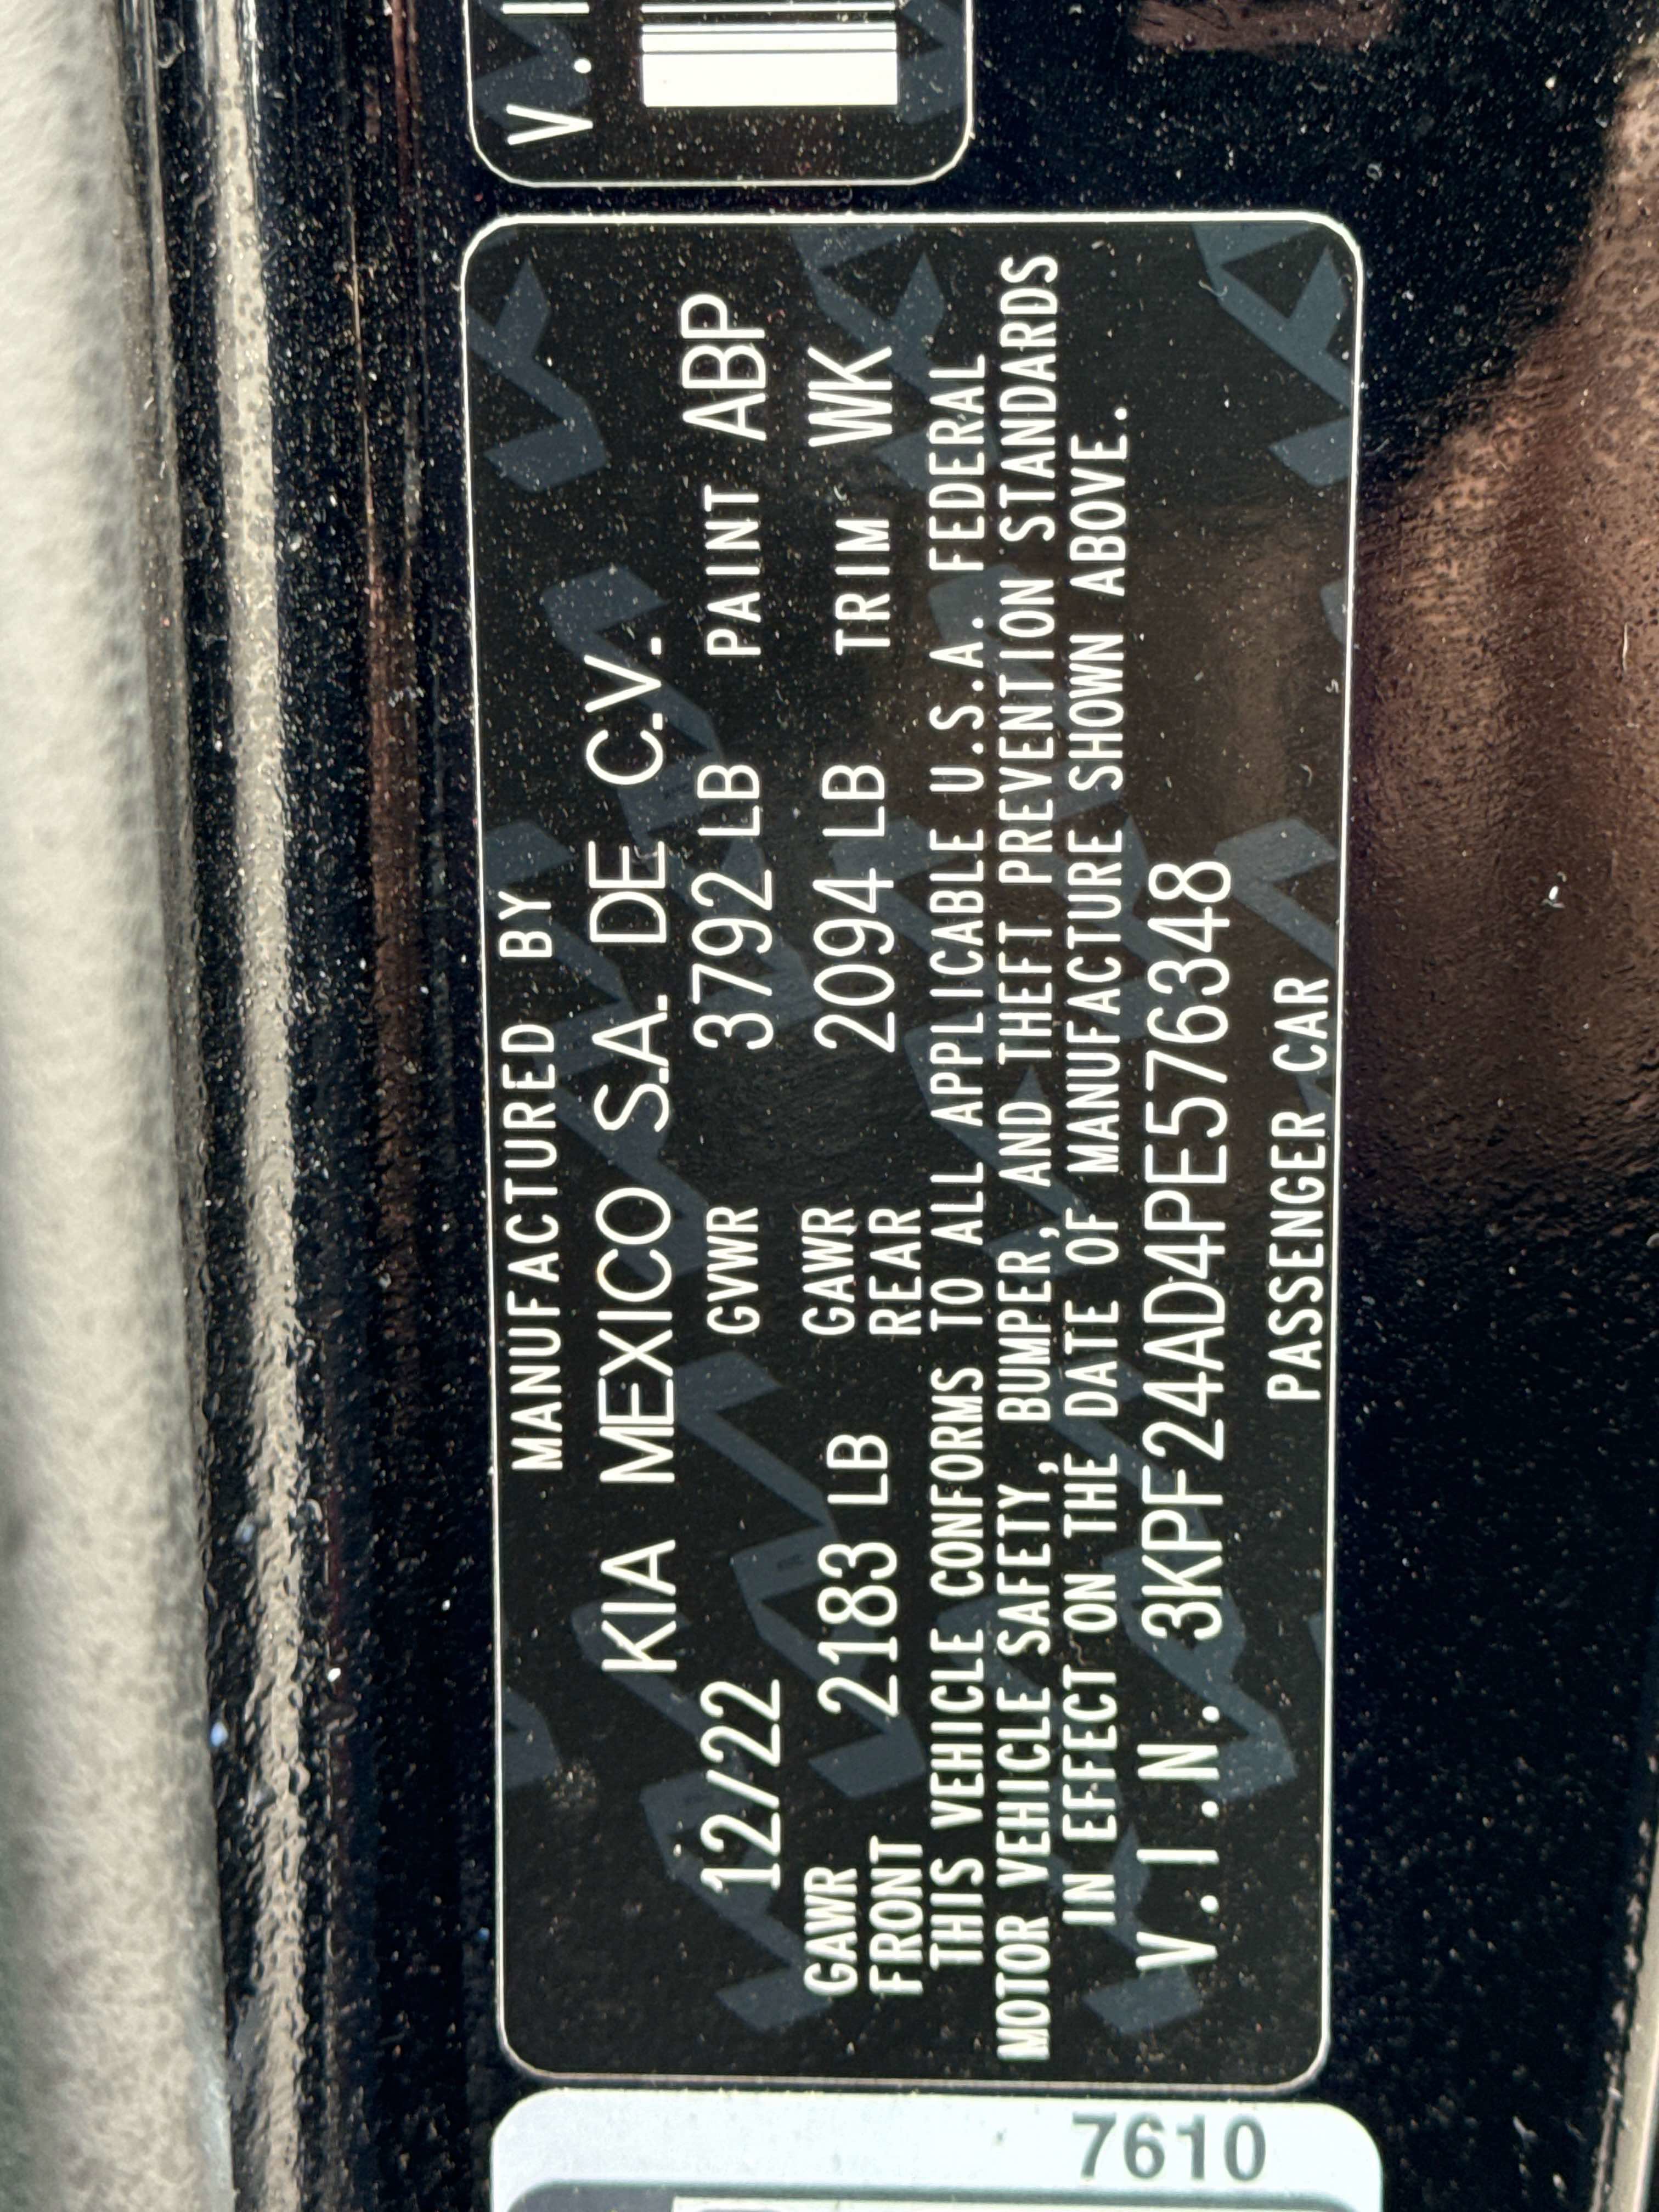 MANUFACTURED BY
KIA MEXICO S.A. DE C.V.
12/22 GVWR 3792 LB PAINT ABP
GAWR FRONT 2183 LB GAWR REAR 2094 LB TRIM WK
THIS VEHICLE CONFORMS TO ALL APPLICABLE U.S.A. FEDERAL
MOTOR VEHICLE SAFETY, BUMPER, AND THEFT PREVENTION STANDARDS
IN EFFECT ON THE DATE OF MANUFACTURE SHOWN ABOVE.
V.I.N. 3KPF24AD4PE576348
PASSENGER CAR
7610